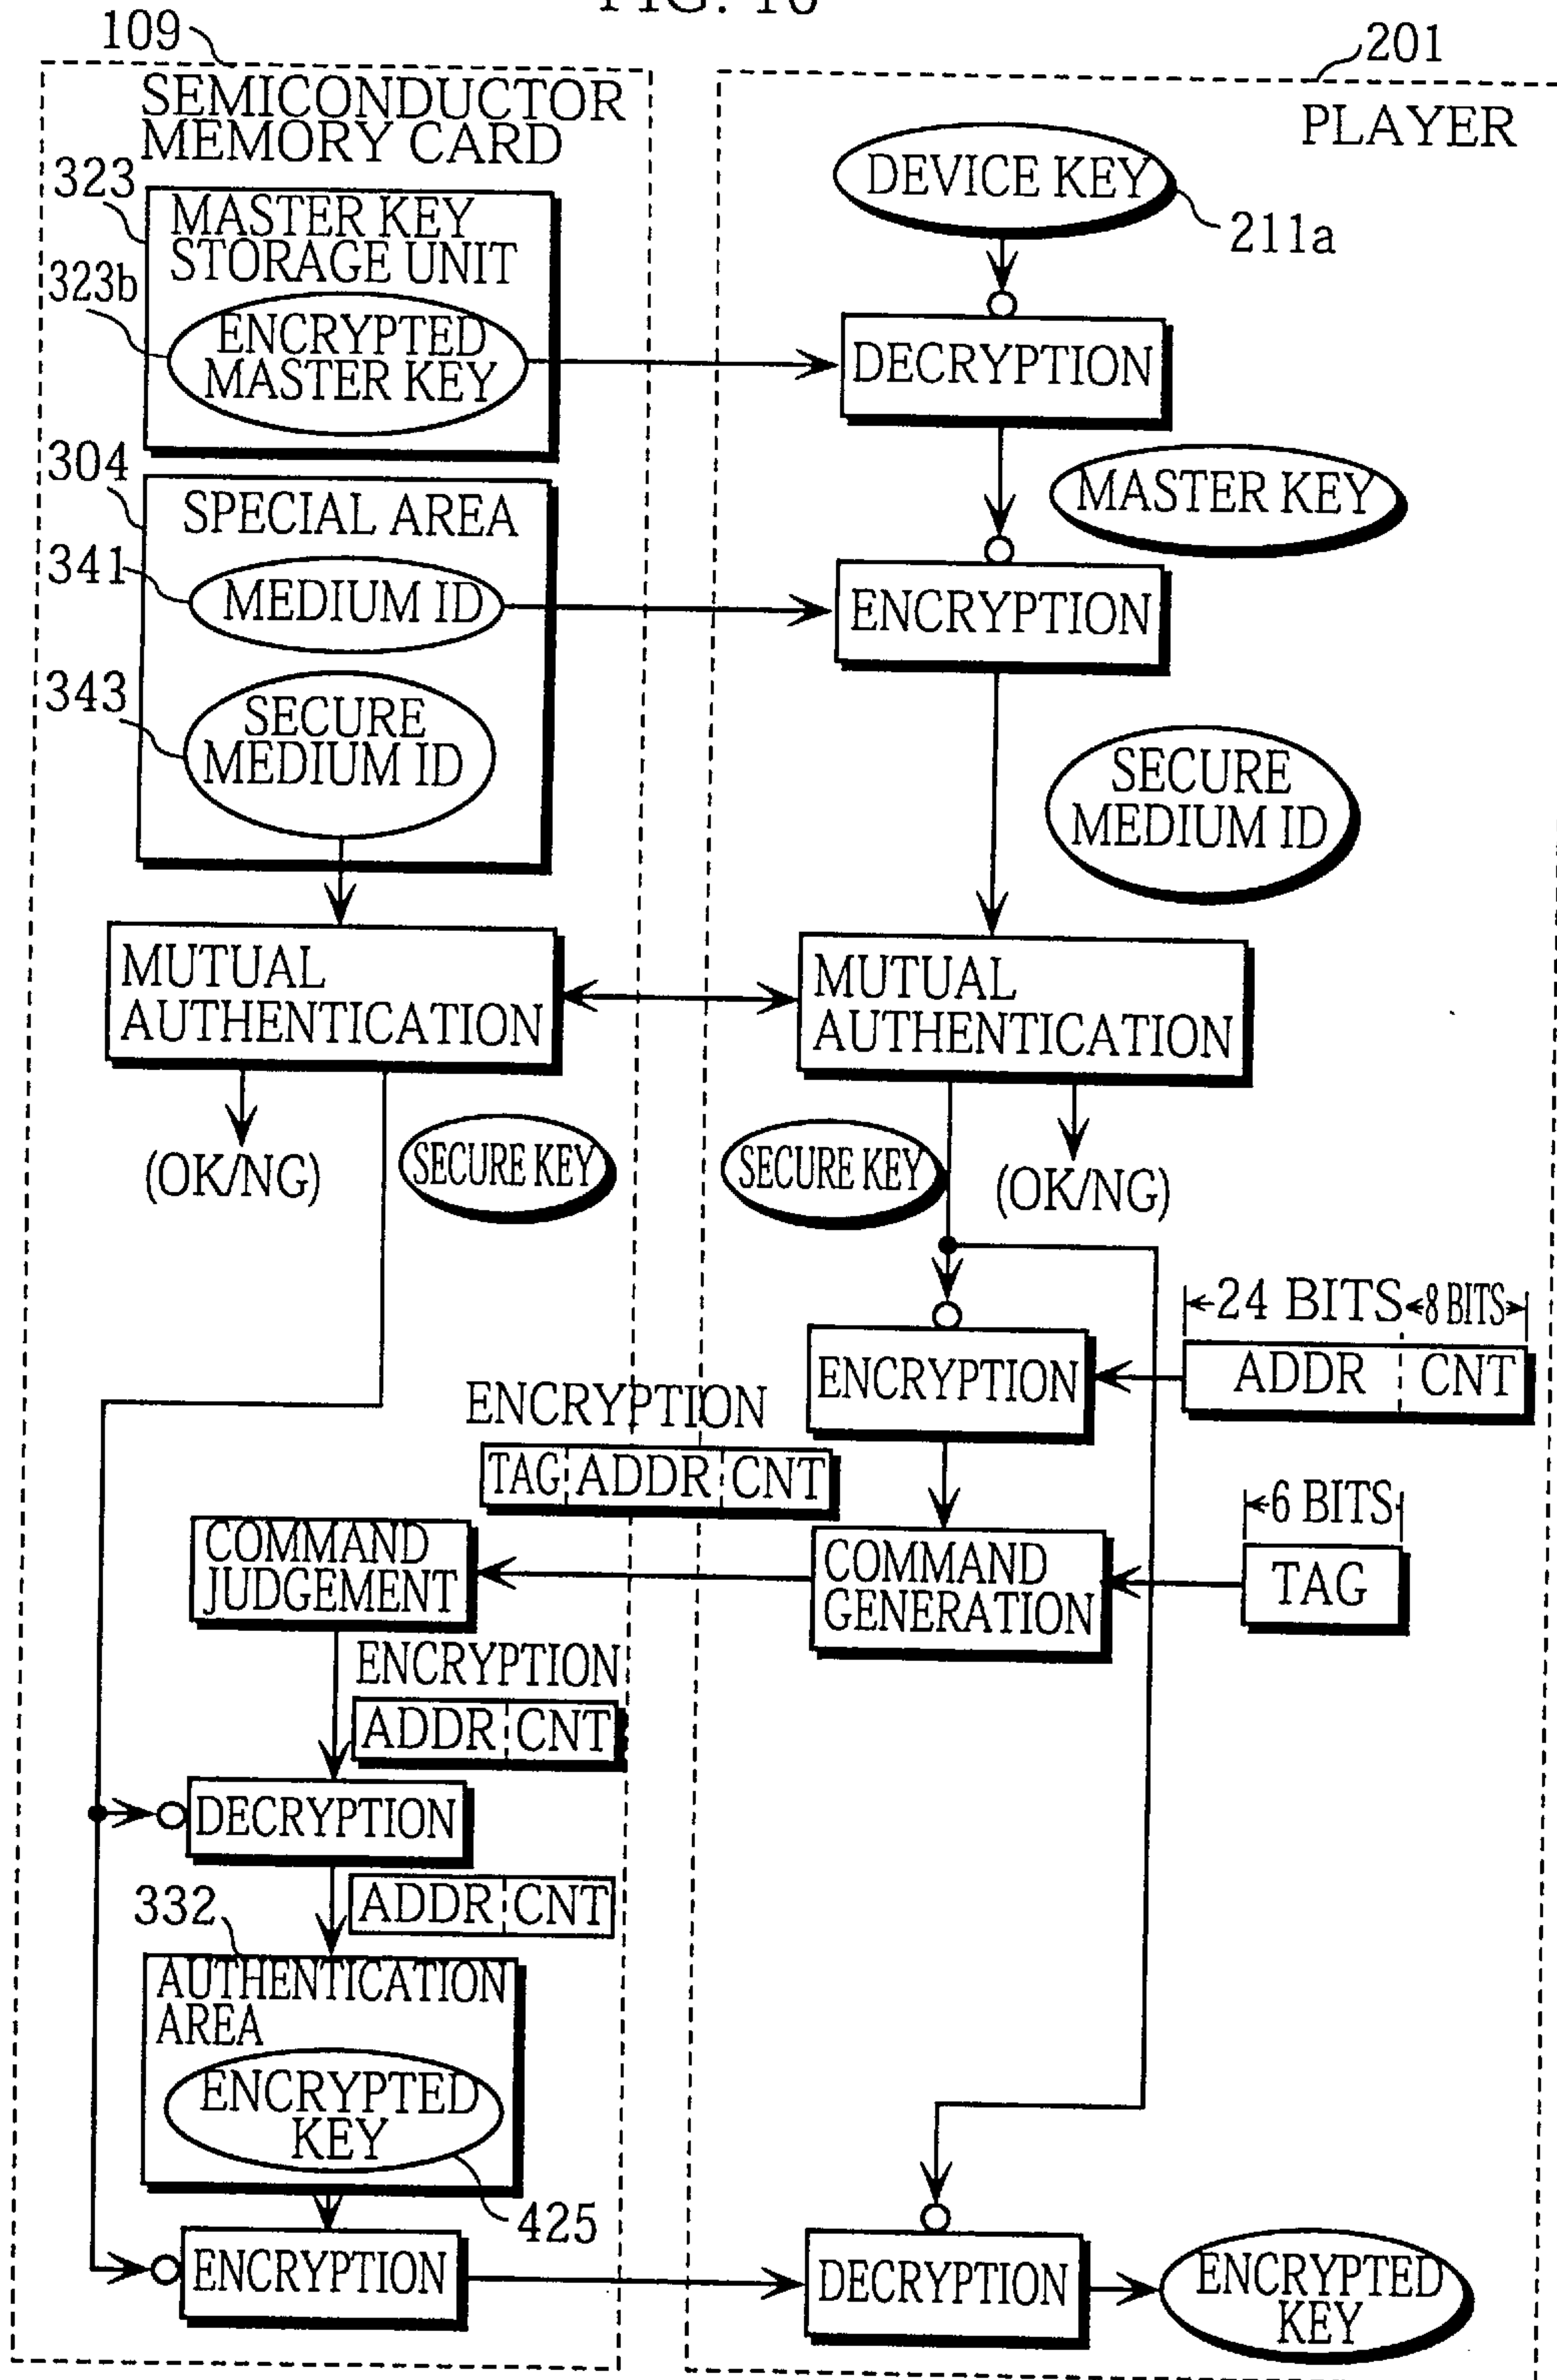 FIG. 16
109
201
SEMICONDUCTOR
MEMORY CARD
PLAYER
323
MASTER KEY
STORAGE UNIT
DEVICE KEY
211a
323b
ENCRYPTED
MASTER KEY
DECRYPTION
304
SPECIAL AREA
MASTER KEY
341
MEDIUM ID
ENCRYPTION
343
SECURE
MEDIUM ID
SECURE
MEDIUM ID
MUTUAL
AUTHENTICATION
MUTUAL
AUTHENTICATION
(OK/NG)
SECURE KEY
SECURE KEY
(OK/NG)
24 BITS
8 BITS
ENCRYPTION
ADDR
CNT
ENCRYPTION
TAG ADDR CNT
6 BITS
COMMAND
JUDGEMENT
COMMAND
GENERATION
TAG
ENCRYPTION
ADDR CNT
DECRYPTION
332
ADDR CNT
AUTHENTICATION
AREA
ENCRYPTED
KEY
425
ENCRYPTION
DECRYPTION
ENCRYPTED
KEY